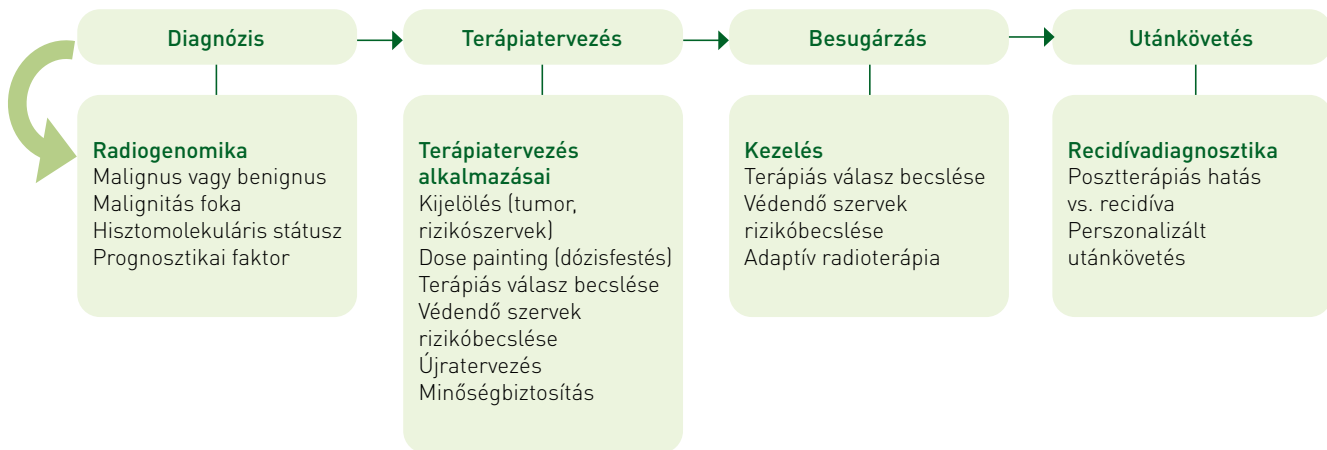 Diagnózis
Terápiatervezés
Besugárzás
Utánkövetés
Radiogenomika
Malignus vagy benignus
Malignitás foka
Hisztomolekuláris státusz
Prognosztikai faktor
Terápiatervezés
alkalmazásai
Kijelölés (tumor,
rizikószervek)
Dose painting (dózisfestés)
Terápiás válasz becslése
Védendő szervek
rizikóbecslése
Újratervezés
Minőségbiztosítás
Kezelés
Terápiás válasz becslése
Védendő szervek
rizikóbecslése
Adaptív radioterápia
Recidívadiagnosztika
Posztterápiás hatás
vs. recidíva
Perszonalizált
utánkövetés